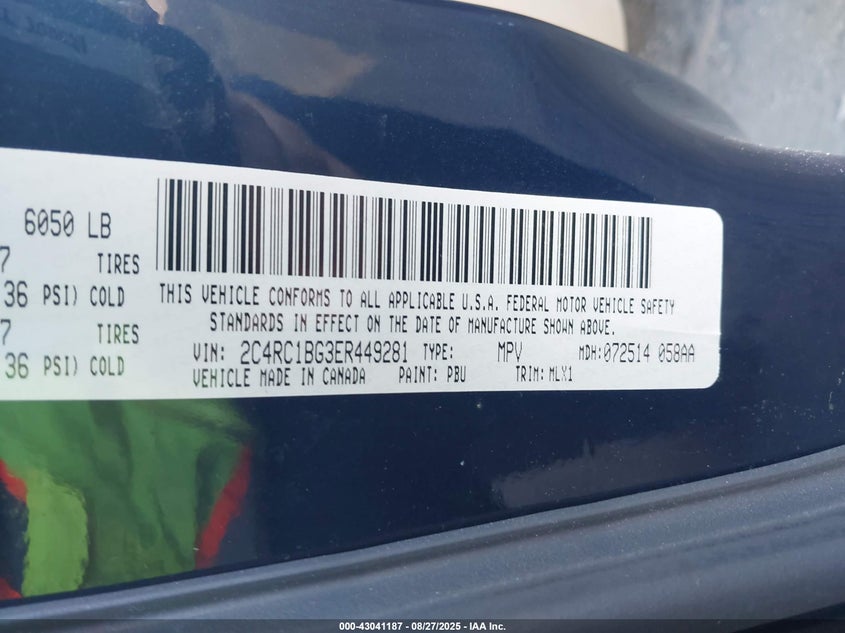 6050 LB
7 TIRES
36 PSI) COLD
7 TIRES
36 PSI) COLD
THIS VEHICLE CONFORMS TO ALL APPLICABLE U.S.A. FEDERAL MOTOR VEHICLE SAFETY
STANDARDS IN EFFECT ON THE DATE OF MANUFACTURE SHOWN ABOVE.
VIN: 2C4RC1BG3ER449281 TYPE: MPV MDH:072514 058AA
VEHICLE MADE IN CANADA PAINT: PBU TRIM: MLX1
000-43041187 - 08/27/2025 - IAA Inc.